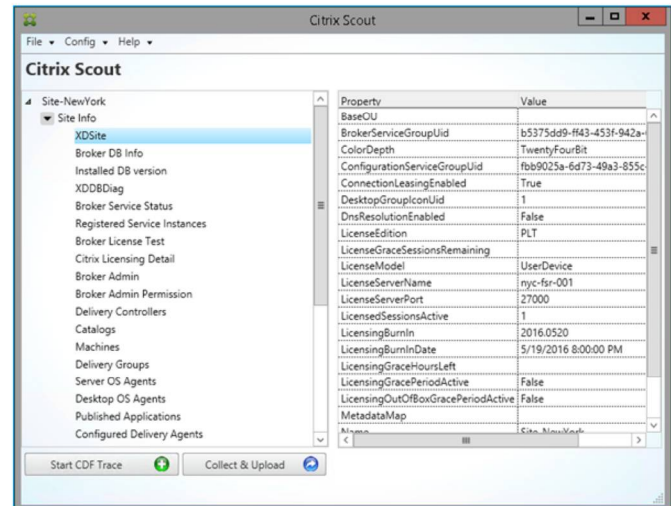 Citrix Scout
File Config Help
Citrix Scout
Site-NewYork
Site Info
XDSite
Broker DB Info
Installed DB version
XDDBDiag
Broker Service Status
Registered Service Instances
Broker License Test
Citrix Licensing Detail
Broker Admin
Broker Admin Permission
Delivery Controllers
Catalogs
Machines
Delivery Groups
Server OS Agents
Desktop OS Agents
Published Applications
Configured Delivery Agents
Property Value
BaseOU
BrokerServiceGroupUid b5375dd9-ff43-453f-942a-
ColorDepth TwentyFourBit
ConfigurationServiceGroupUid fbb9025a-6d73-49a3-855c-
ConnectionLeasingEnabled True
DesktopGroupIconUid 1
DnsResolutionEnabled False
LicenseEdition PLT
LicenseGraceSessionsRemaining
LicenseModel UserDevice
LicenseServerName nyc-fsr-001
LicenseServerPort 27000
LicensedSessionsActive 1
LicensingBurnIn 2016.0520
LicensingBurnInDate 5/19/2016 8:00:00 PM
LicensingGraceHoursLeft
LicensingGracePeriodActive False
LicensingOutOfBoxGracePeriodActive False
MetadataMap
Name Site-NewYork
Start CDF Trace Collect & Upload